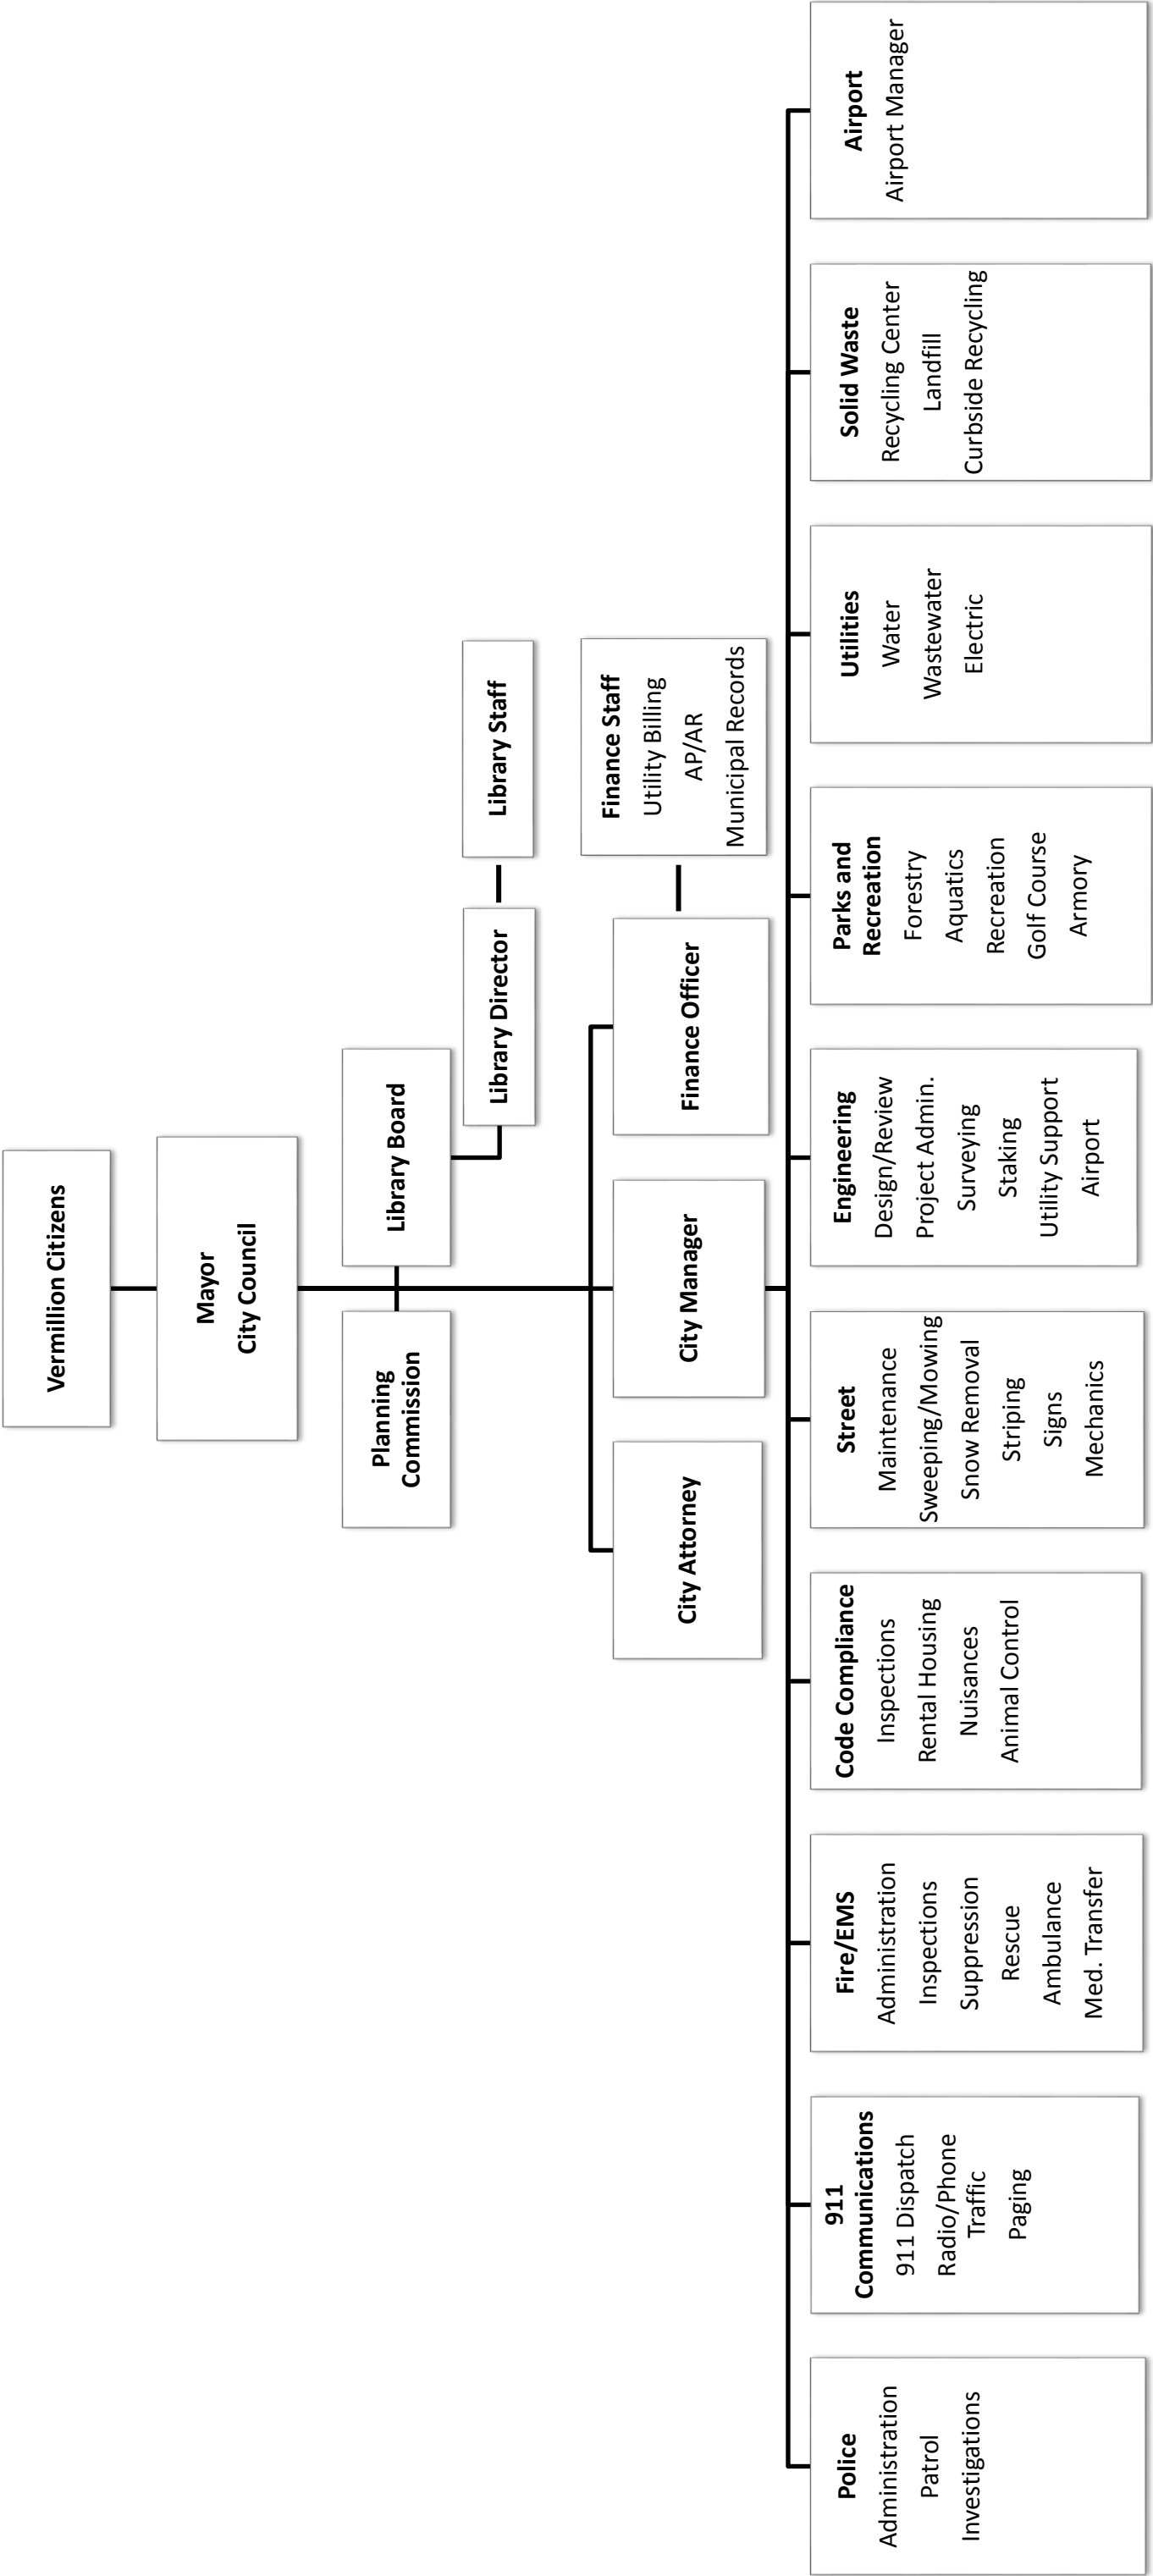 Vermillion Citizens
Mayor
City Council
Planning
Commission
Library Board
Library Director
Library Staff
City Attorney
City Manager
Finance Officer
Finance Staff
Utility Billing
AP/AR
Municipal Records
Police
Administration
Patrol
Investigations
911
Communications
911 Dispatch
Radio/Phone
Traffic
Paging
Fire/EMS
Administration
Inspections
Suppression
Rescue
Ambulance
Med. Transfer
Code Compliance
Inspections
Rental Housing
Nuisances
Animal Control
Street
Maintenance
Sweeping/Mowing
Snow Removal
Striping
Signs
Mechanics
Engineering
Design/Review
Project Admin.
Surveying
Staking
Utility Support
Airport
Parks and
Recreation
Forestry
Aquatics
Recreation
Golf Course
Armory
Utilities
Water
Wastewater
Electric
Solid Waste
Recycling Center
Landfill
Curbside Recycling
Airport
Airport Manager